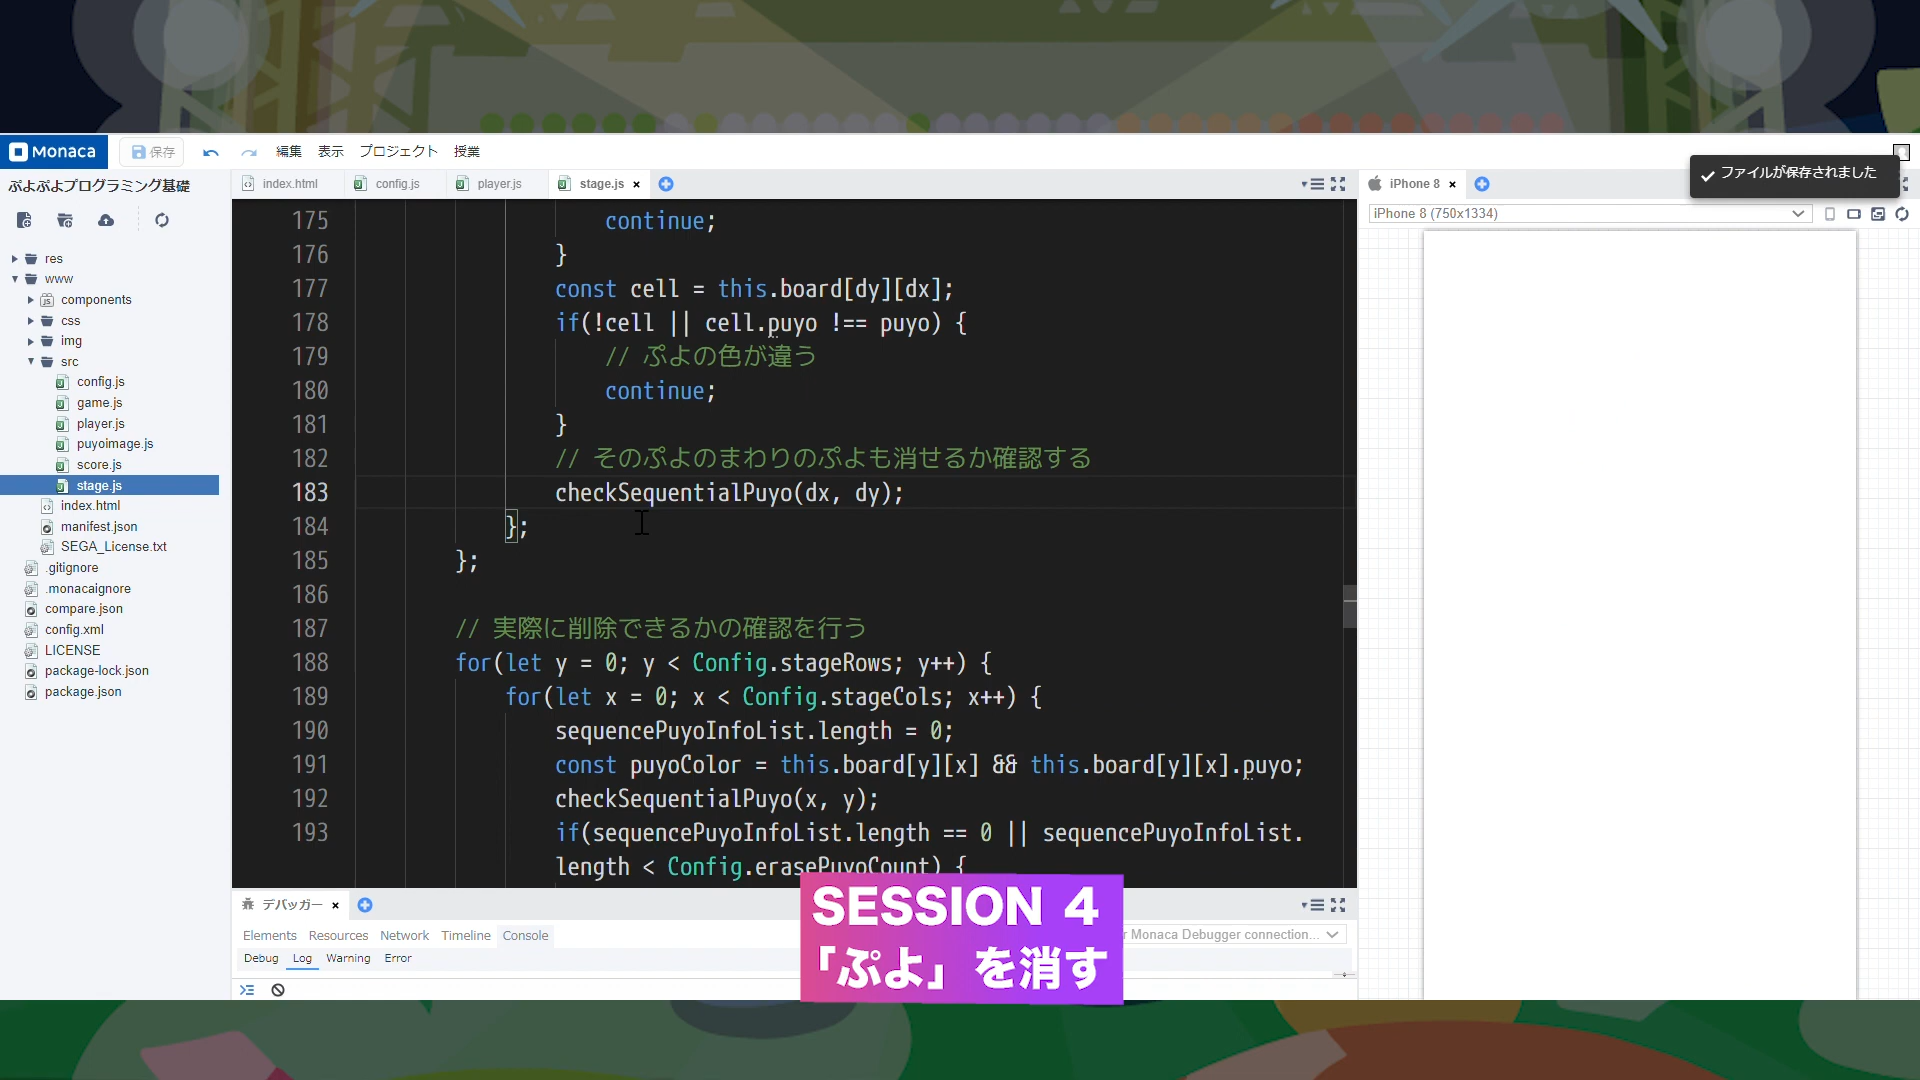 Monaca
保存
編集 表示 プロジェクト 授業
ファイルが保存されました
ぷよぷよプログラミング基礎
index.html
config.js
player.js
stage.js ×
iPhone 8 ×
iPhone 8 (750x1334)
res
www
components
css
img
src
config.js
game.js
player.js
puyoimage.js
score.js
stage.js
index.html
manifest.json
SEGA_License.txt
.gitignore
.monacaignore
compare.json
config.xml
LICENSE
package-lock.json
package.json
175 continue;
176 }
177 const cell = this.board[dy][dx];
178 if(!cell || cell.puyo !== puyo) {
179 // ぷよの色が違う
180 continue;
181 }
182 // そのぷよのまわりのぷよも消せるか確認する
183 checkSequentialPuyo(dx, dy);
184 };
185 };
186
187 // 実際に削除できるかの確認を行う
188 for(let y = 0; y < Config.stageRows; y++) {
189 for(let x = 0; x < Config.stageCols; x++) {
190 sequencePuyoInfoList.length = 0;
191 const puyoColor = this.board[y][x] && this.board[y][x].puyo;
192 checkSequentialPuyo(x, y);
193 if(sequencePuyoInfoList.length == 0 || sequencePuyoInfoList.
length < Config.erasePuyoCount) {
デバッガー ×
Elements Resources Network Timeline Console
r Monaca Debugger connection...
Debug Log Warning Error
SESSION 4
「ぷよ」を消す